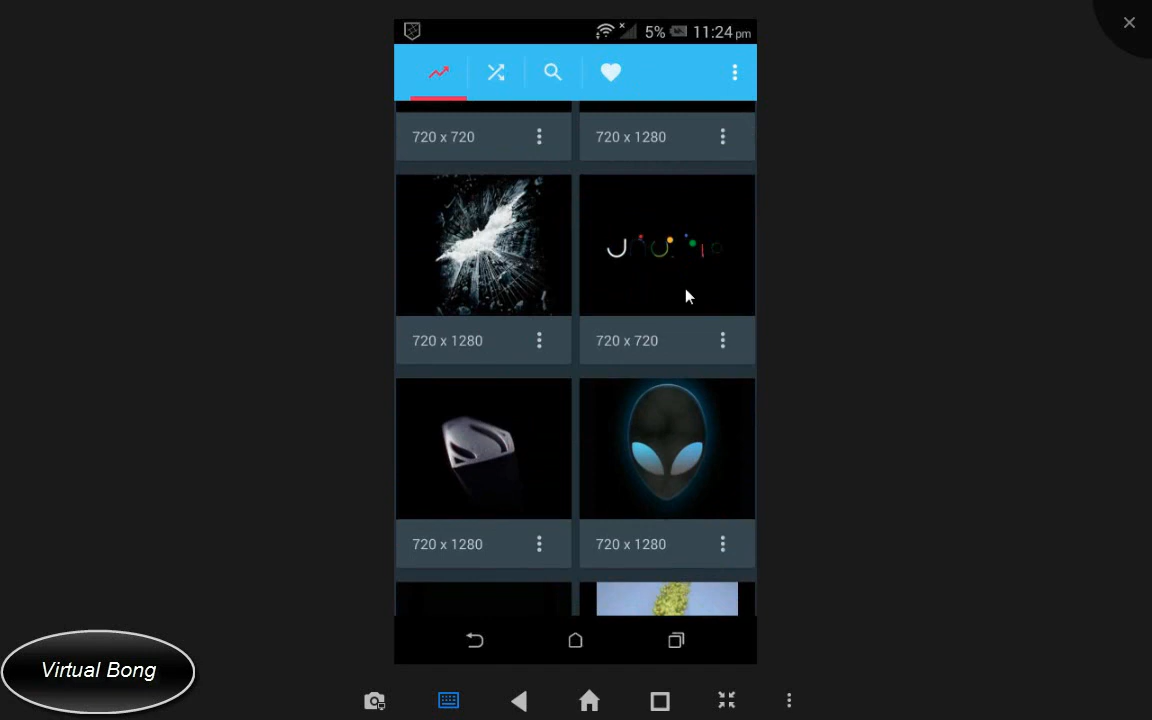 5% 11:24 pm
720 x 720
720 x 1280
720 x 1280
720 x 720
720 x 1280
720 x 1280
Virtual Bong